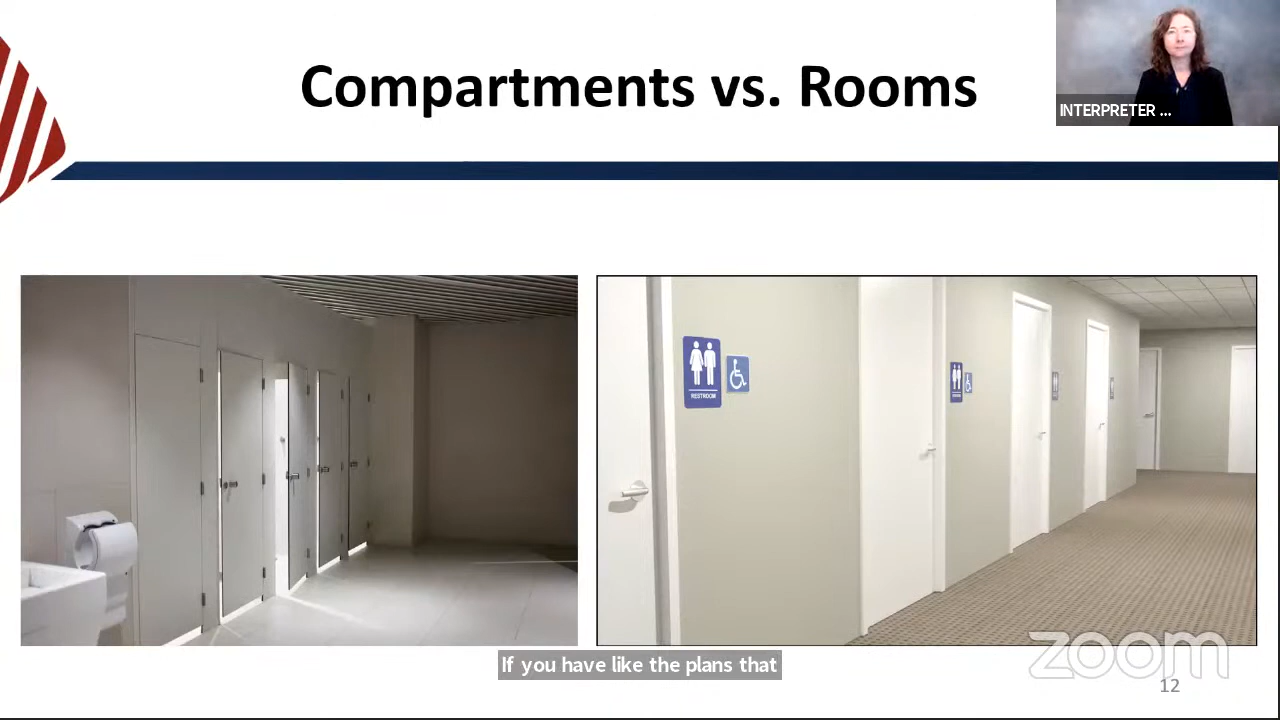 Compartments vs. Rooms
INTERPRETER ...
RESTROOM
If you have like the plans that
zoom
12